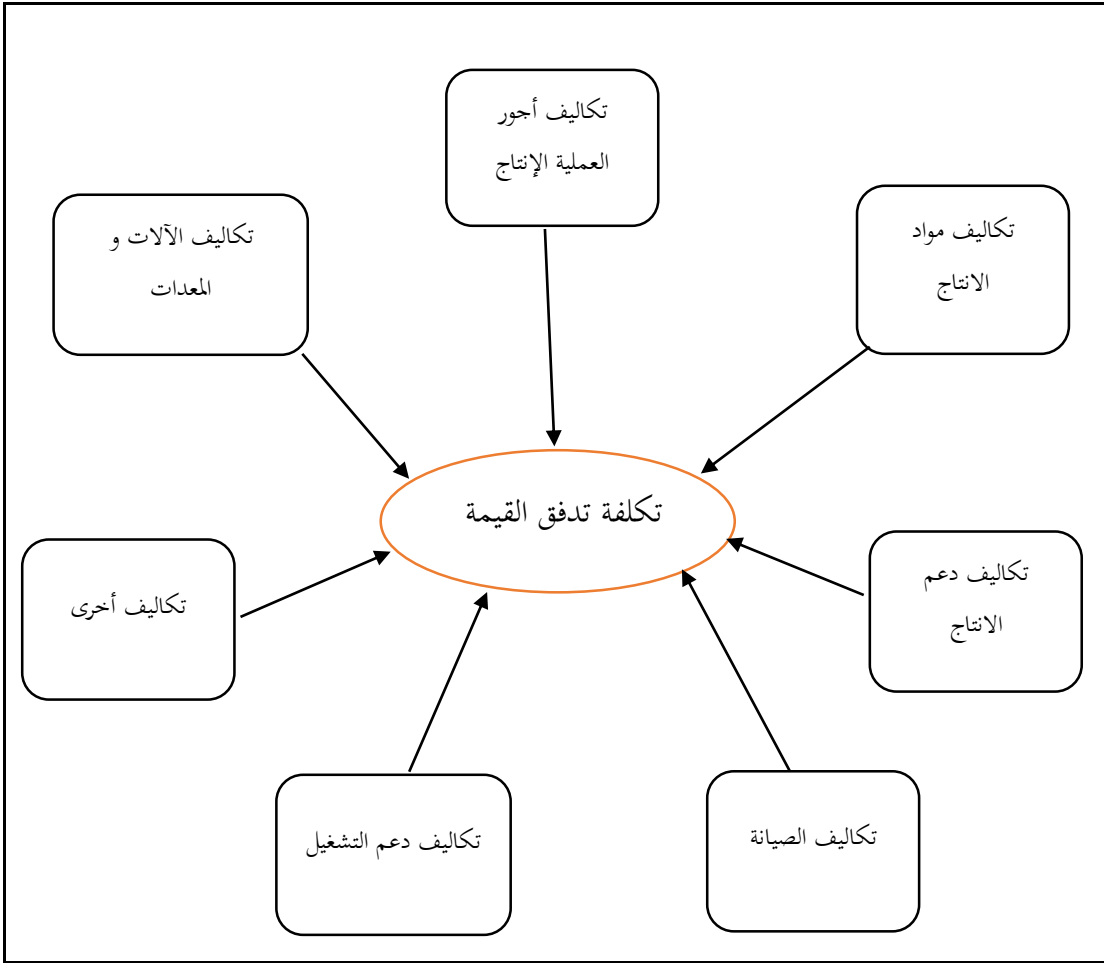 تكاليف أجور
العملية الإنتاج
تكاليف مواد
الانتاج
تكاليف الآلات و
المعدات
تكلفة تدفق القيمة
تكاليف دعم
الانتاج
تكاليف أخرى
تكاليف الصيانة
تكاليف دعم التشغيل